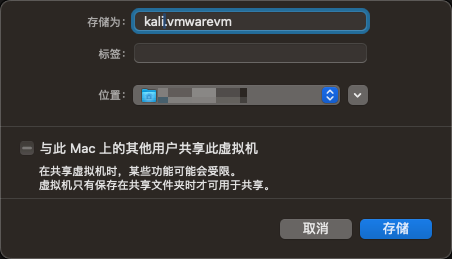 存储为: kali.vmwarevm
标签:
位置:
与此 Mac 上的其他用户共享此虚拟机
在共享虚拟机时，某些功能可能会受限。
虚拟机只有保存在共享文件夹时才可用于共享。
取消 存储